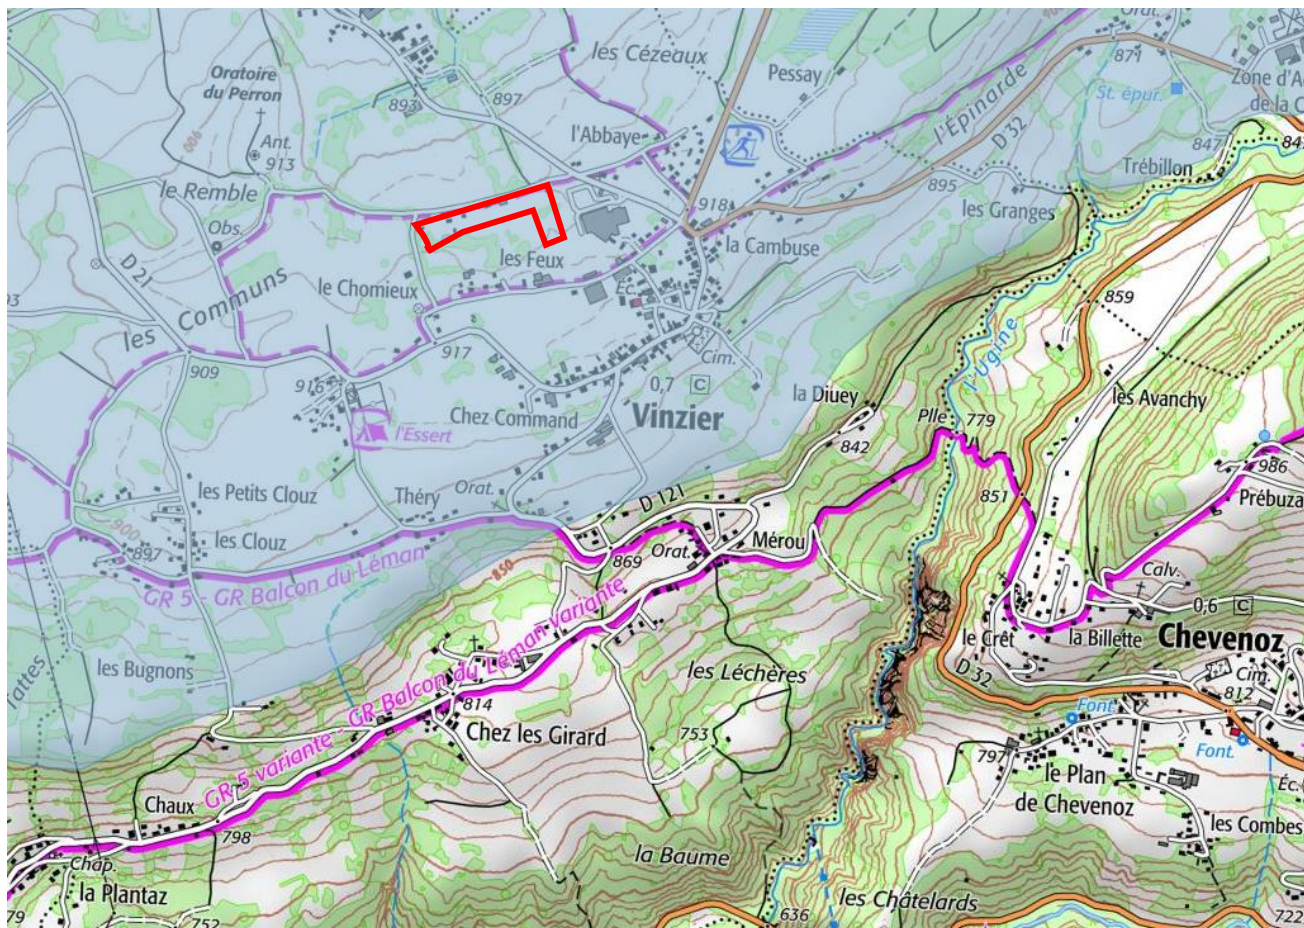 Orat.
871
les Cézeaux
Pessay
Oratoire
du Perron
893
897
l'Épinarde
St. épur.
Zone d'A
de la C
l'Abbaye
D 32
Ant.
913
Trébillon
847
le Remble
895
918
les Granges
Obs.
la Cambuse
les Feux
D 21
le Chomieux
Éc.
859
les Communs
917
Cim.
909
l'Ugine
916
0,7 C
la Diuey
les Avanchy
Chez Command
Vinzier
Plle
779
l'Essert
842
986
les Petits Clouz
Théry
Orat.
D 121
851
Prébuza
900
les Clouz
897
Mérou
869
Orat.
GR 5 - GR Balcon du Léman
850
Calv.
0,6 C
le Crêt
la Billette
Chevenoz
les Bugnons
les Léchères
D 32
Cim.
812
GR 5 variante - GR Balcon du Léman variante
814
Chez les Girard
753
Font.
Font.
797
le Plan
de Chevenoz
Éc.
Chaux
798
les Combes
la Baume
Chap.
la Plantaz
les Châtelards
79
752
636
722